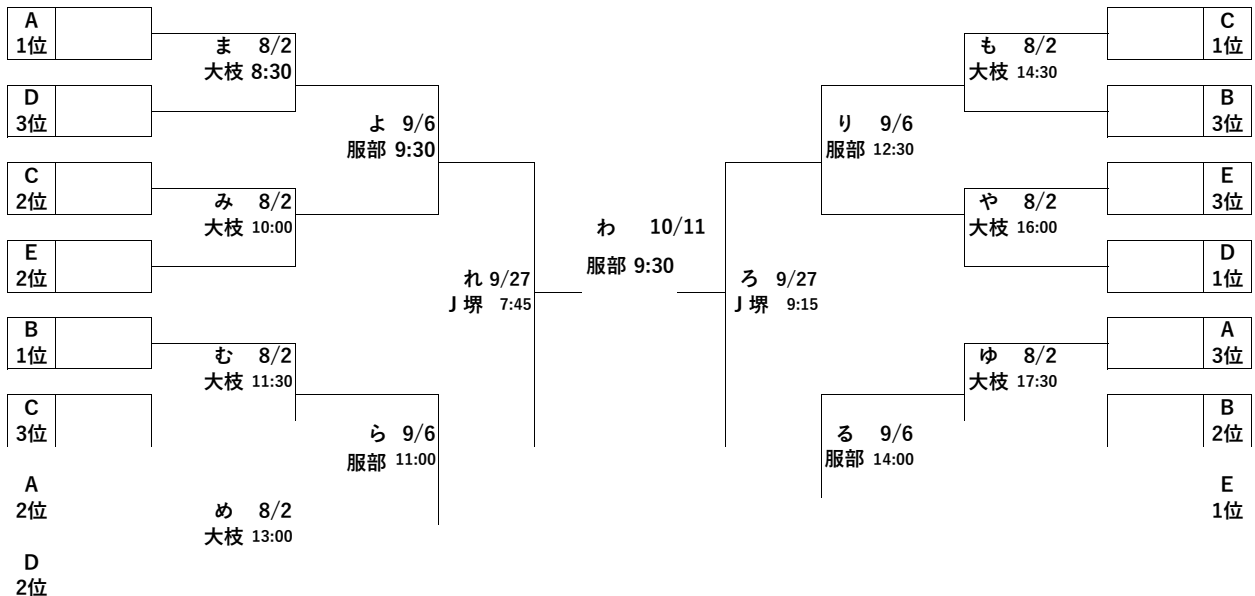 A
1位
ま 8/2
大枝 8:30
D
3位
よ 9/6
服部 9:30
C
2位
み 8/2
大枝 10:00
E
2位
れ 9/27
J 堺 7:45
B
1位
む 8/2
大枝 11:30
C
3位
ら 9/6
服部 11:00
A
2位
め 8/2
大枝 13:00
D
2位
わ 10/11
服部 9:30
C
1位
も 8/2
大枝 14:30
B
3位
り 9/6
服部 12:30
E
3位
や 8/2
大枝 16:00
D
1位
ろ 9/27
J 堺 9:15
A
3位
ゆ 8/2
大枝 17:30
B
2位
る 9/6
服部 14:00
E
1位